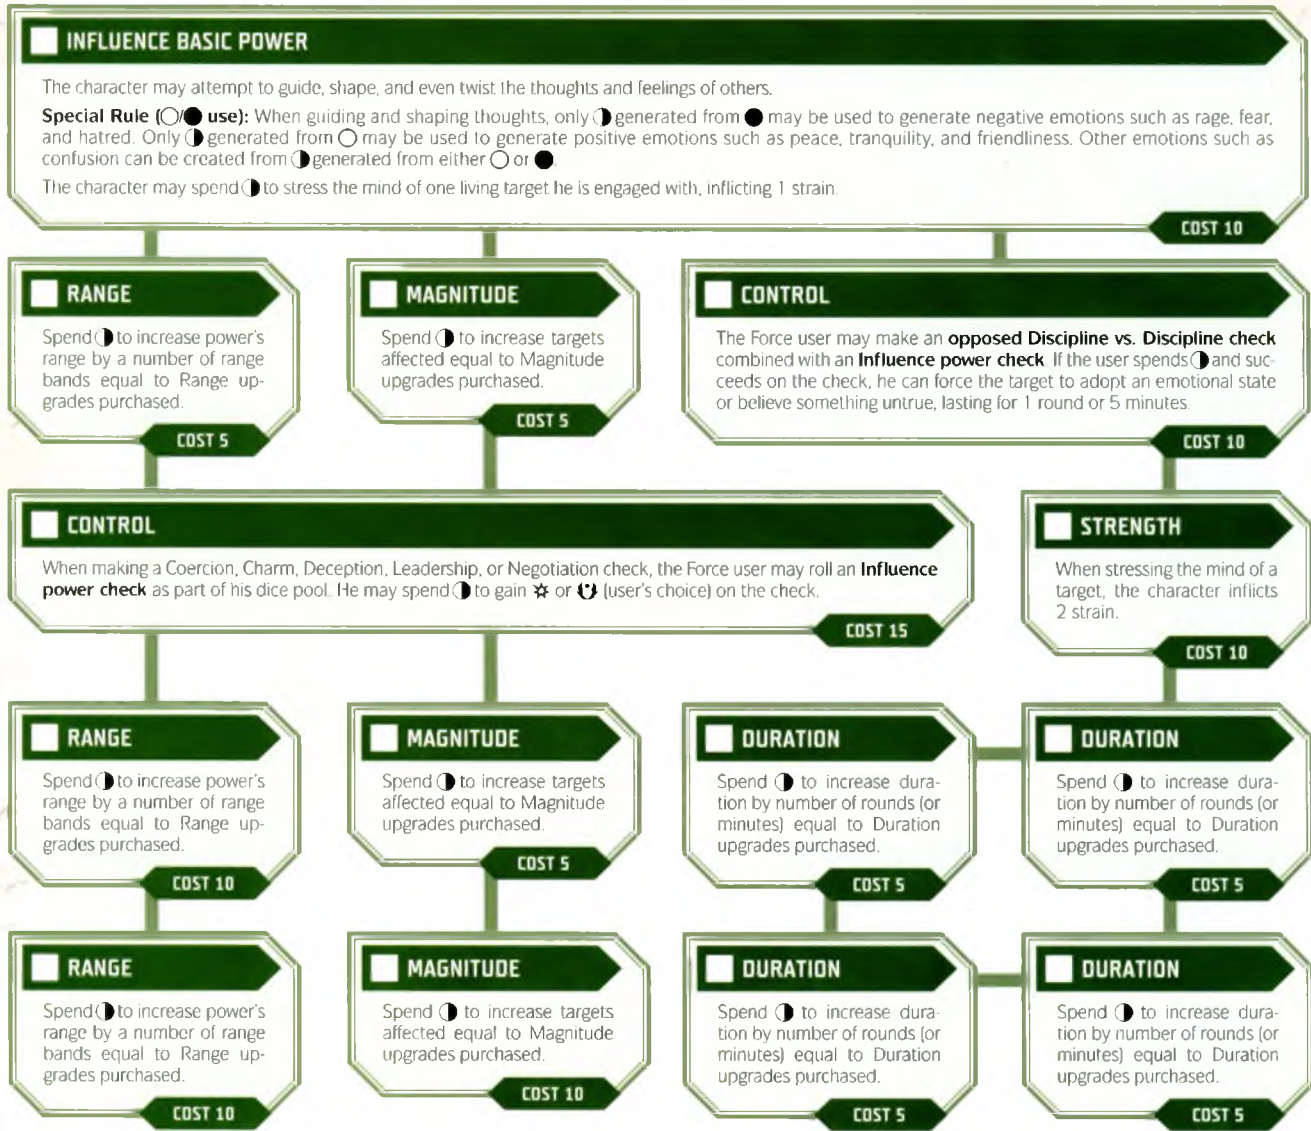 INFLUENCE BASIC POWER
The character may attempt to guide, shape, and even twist the thoughts and feelings of others.
Special Rule (○/● use): When guiding and shaping thoughts, only ◑ generated from ● may be used to generate negative emotions such as rage, fear,
and hatred. Only ◑ generated from ○ may be used to generate positive emotions such as peace, tranquility, and friendliness. Other emotions such as
confusion can be created from ◑ generated from either ○ or ●.
The character may spend ◑ to stress the mind of one living target he is engaged with, inflicting 1 strain.
COST 10
RANGE
Spend ◑ to increase power's
range by a number of range
bands equal to Range up-
grades purchased.
COST 5
MAGNITUDE
Spend ◑ to increase targets
affected equal to Magnitude
upgrades purchased.
COST 5
CONTROL
The Force user may make an opposed Discipline vs. Discipline check
combined with an Influence power check. If the user spends ◑ and suc-
ceeds on the check, he can force the target to adopt an emotional state
or believe something untrue, lasting for 1 round or 5 minutes.
COST 10
CONTROL
When making a Coercion, Charm, Deception, Leadership, or Negotiation check, the Force user may roll an Influence
power check as part of his dice pool. He may spend ◑ to gain or (user's choice) on the check.
COST 15
STRENGTH
When stressing the mind of a
target, the character inflicts
2 strain.
COST 10
RANGE
Spend ◑ to increase power's
range by a number of range
bands equal to Range up-
grades purchased.
COST 10
MAGNITUDE
Spend ◑ to increase targets
affected equal to Magnitude
upgrades purchased.
COST 5
DURATION
Spend ◑ to increase dura-
tion by number of rounds (or
minutes) equal to Duration
upgrades purchased.
COST 5
DURATION
Spend ◑ to increase dura-
tion by number of rounds (or
minutes) equal to Duration
upgrades purchased.
COST 5
RANGE
Spend ◑ to increase power's
range by a number of range
bands equal to Range up-
grades purchased.
COST 10
MAGNITUDE
Spend ◑ to increase targets
affected equal to Magnitude
upgrades purchased.
COST 10
DURATION
Spend ◑ to increase dura-
tion by number of rounds (or
minutes) equal to Duration
upgrades purchased.
COST 5
DURATION
Spend ◑ to increase dura-
tion by number of rounds (or
minutes) equal to Duration
upgrades purchased.
COST 5